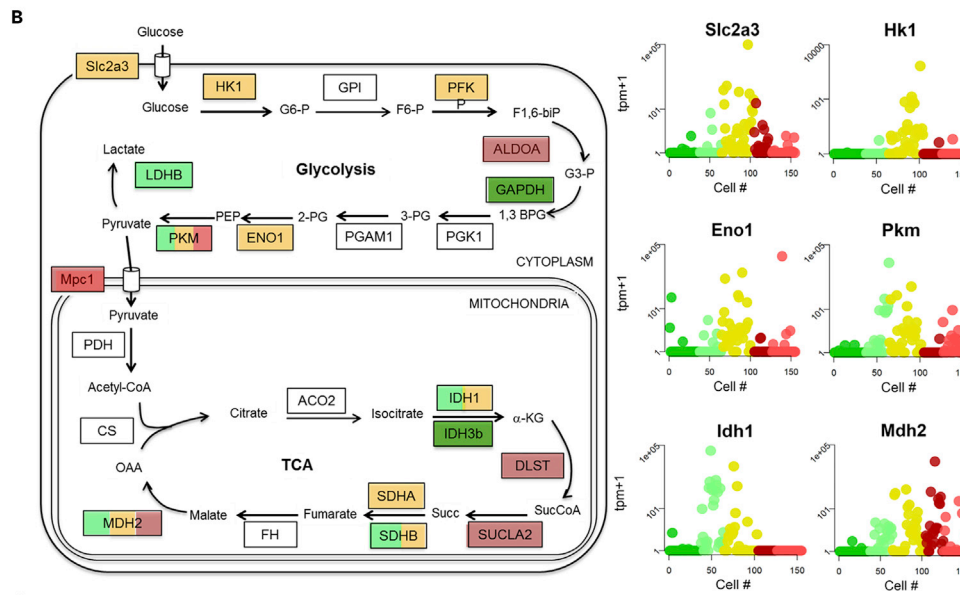 B
Glucose
Slc2a3
HK1
GPI
PFK
P
Glucose
G6-P
F6-P
F1,6-biP
ALDOA
Lactate
LDHB
Glycolysis
G3-P
GAPDH
Pyruvate
PEP
2-PG
3-PG
1,3 BPG
PKM
ENO1
PGAM1
PGK1
CYTOPLASM
Mpc1
MITOCHONDRIA
Pyruvate
PDH
Acetyl-CoA
Citrate
ACO2
Isocitrate
IDH1
α-KG
CS
IDH3b
OAA
TCA
DLST
SDHA
MDH2
Malate
Fumarate
Succ
SucCoA
FH
SDHB
SUCLA2
Slc2a3
1e+05
tpm+1
101
1
0 50 100 150
Cell #
Hk1
10000
101
1
0 50 100 150
Cell #
Eno1
1e+05
tpm+1
101
1
0 50 100 150
Cell #
Pkm
1e+05
101
1
0 50 100 150
Cell #
Idh1
1e+05
tpm+1
101
1
0 50 100 150
Cell #
Mdh2
1e+05
101
1
0 50 100 150
Cell #